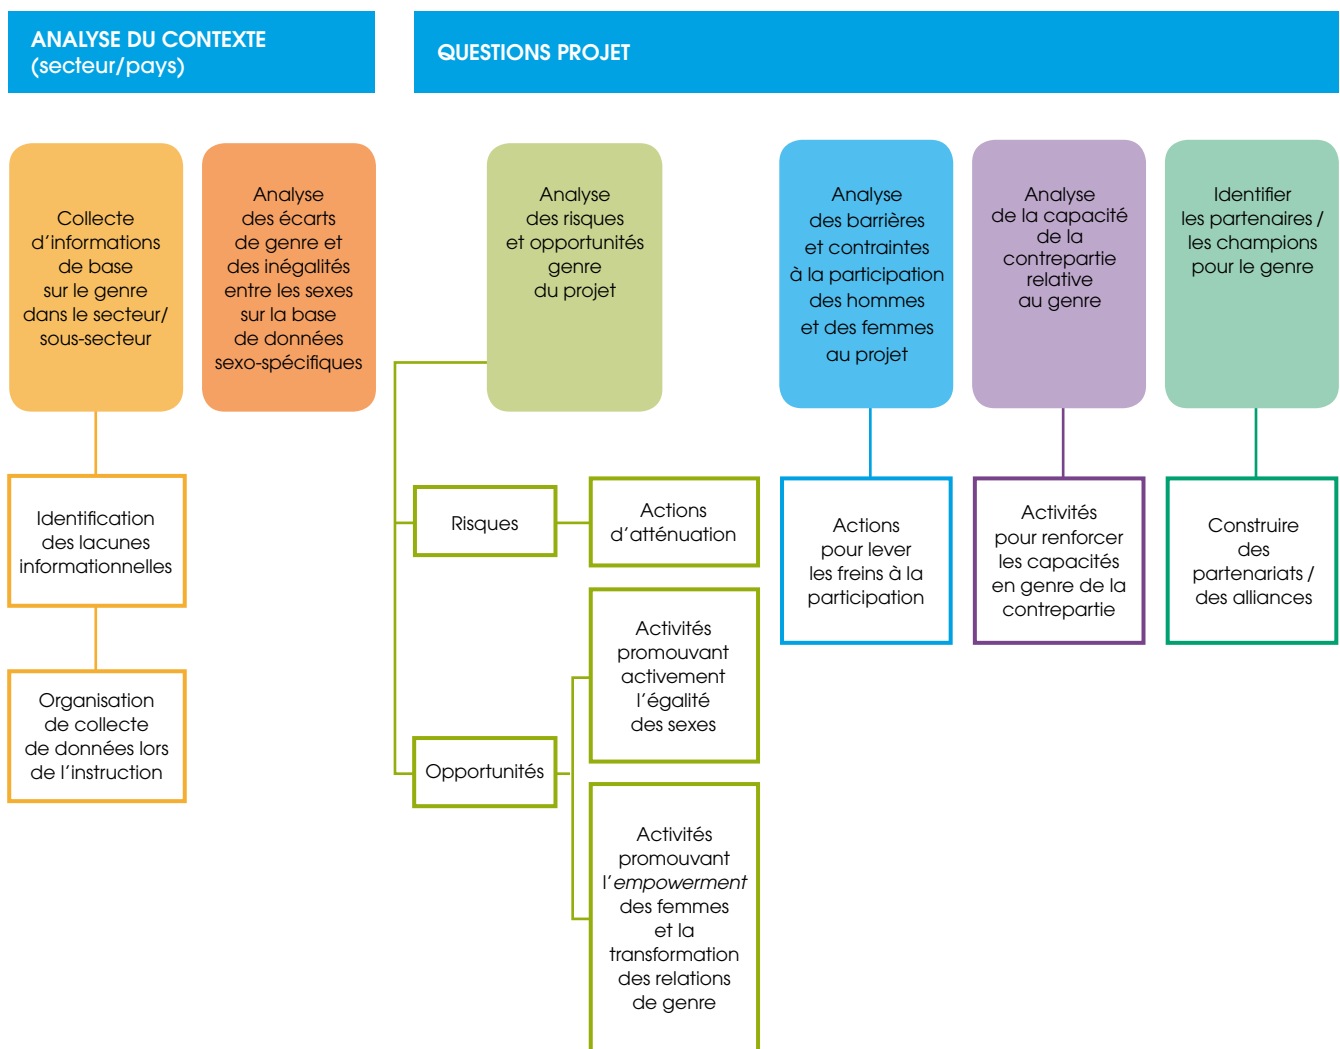 ANALYSE DU CONTEXTE
(secteur/pays)
QUESTIONS PROJET
Collecte
d’informations
de base
sur le genre
dans le secteur/
sous-secteur
Analyse
des écarts
de genre et
des inégalités
entre les sexes
sur la base
de données
sexo-spécifiques
Analyse
des risques
et opportunités
genre
du projet
Analyse
des barrières
et contraintes
à la participation
des hommes
et des femmes
au projet
Analyse
de la capacité
de la
contrepartie
relative
au genre
Identifier
les partenaires /
les champions
pour le genre
Identification
des lacunes
informationnelles
Risques
Actions
d’atténuation
Actions
pour lever
les freins à la
participation
Activités
pour renforcer
les capacités
en genre de la
contrepartie
Construire
des
partenariats /
des alliances
Organisation
de collecte
de données lors
de l’instruction
Opportunités
Activités
promouvant
activement
l’égalité
des sexes
Activités
promouvant
l’empowerment
des femmes
et la
transformation
des relations
de genre